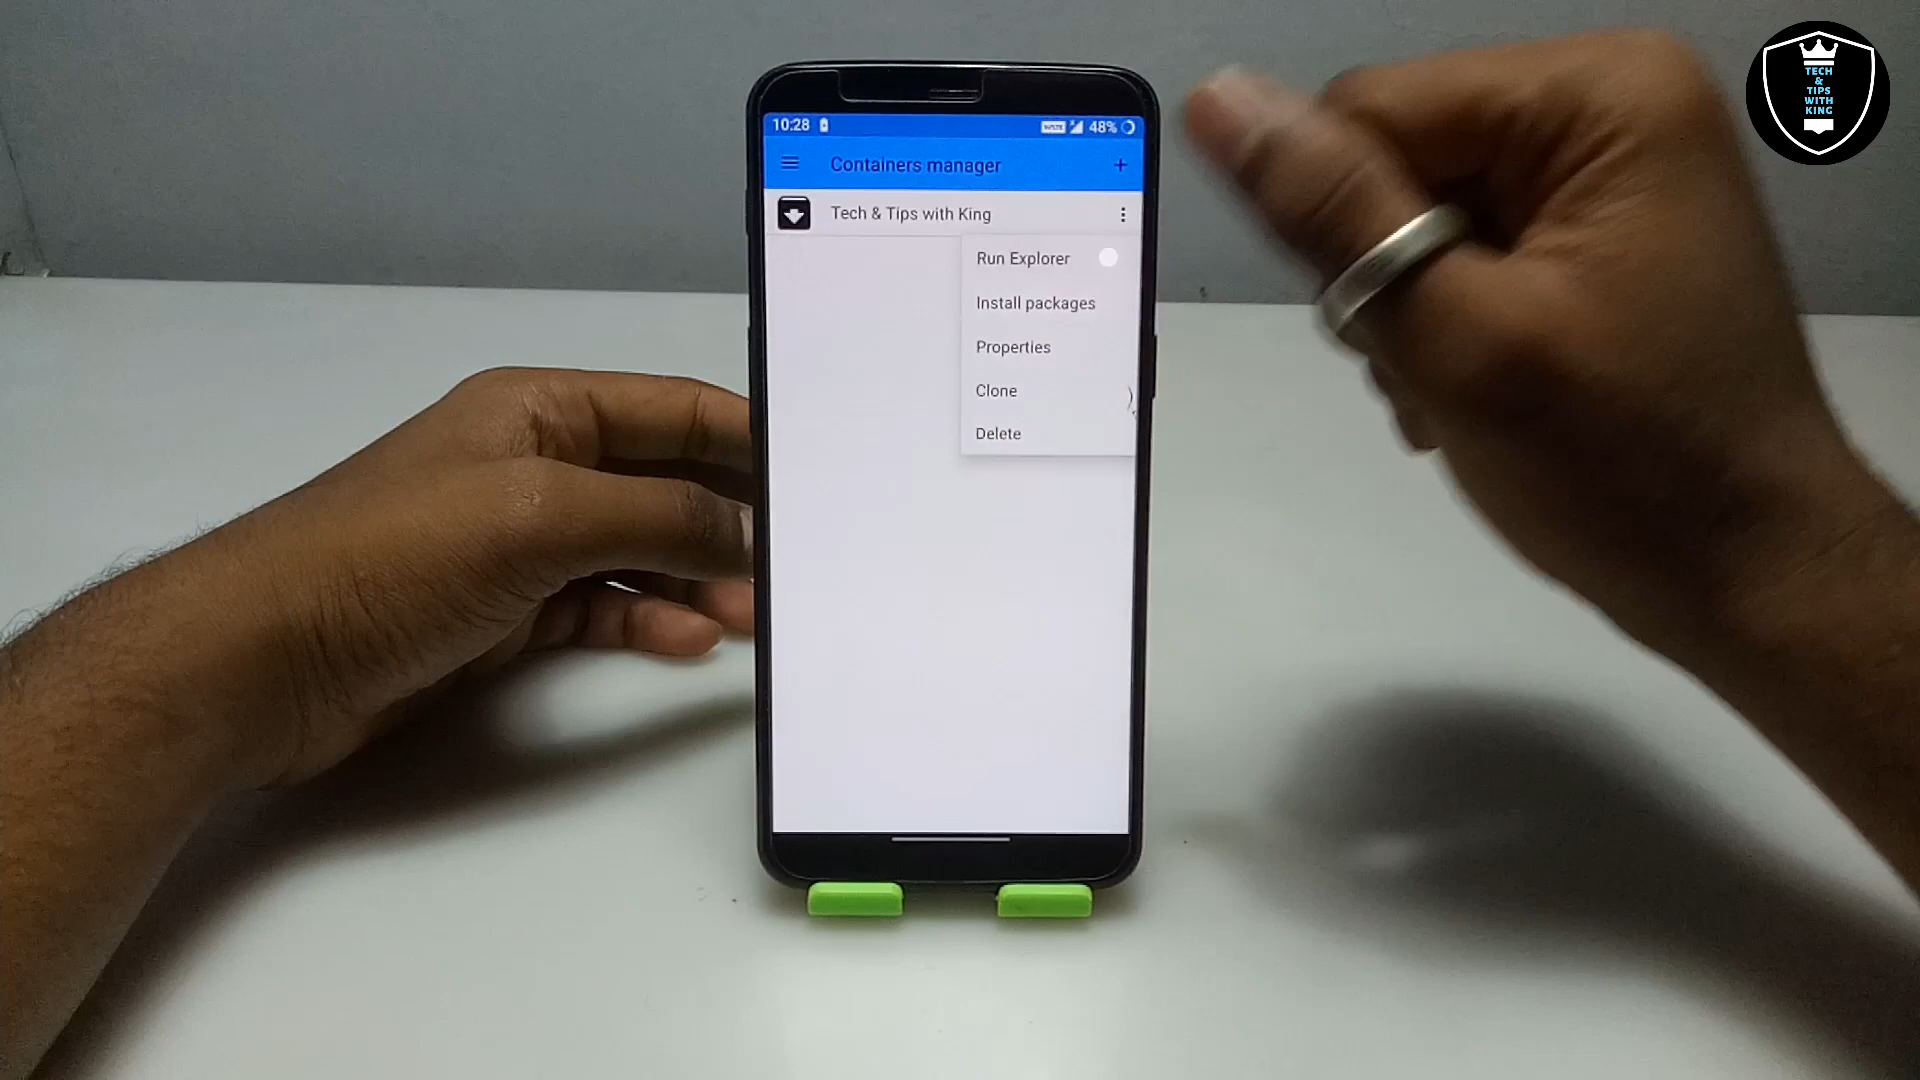 TECH
&
TIPS
WITH
KING
10:28 48%
Containers manager +
Tech & Tips with King
Run Explorer
Install packages
Properties
Clone
Delete